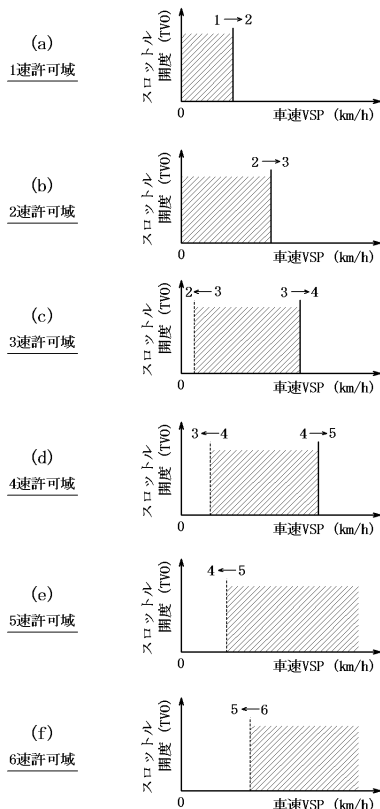 (a)
1速許可域
スロットル
開度 (TVO)
1→2
0
車速VSP (km/h)
(b)
2速許可域
スロットル
開度 (TVO)
2→3
0
車速VSP (km/h)
(c)
3速許可域
スロットル
開度 (TVO)
2←3
3→4
0
車速VSP (km/h)
(d)
4速許可域
スロットル
開度 (TVO)
3←4
4→5
0
車速VSP (km/h)
(e)
5速許可域
スロットル
開度 (TVO)
4←5
0
車速VSP (km/h)
(f)
6速許可域
スロットル
開度 (TVO)
5←6
0
車速VSP (km/h)